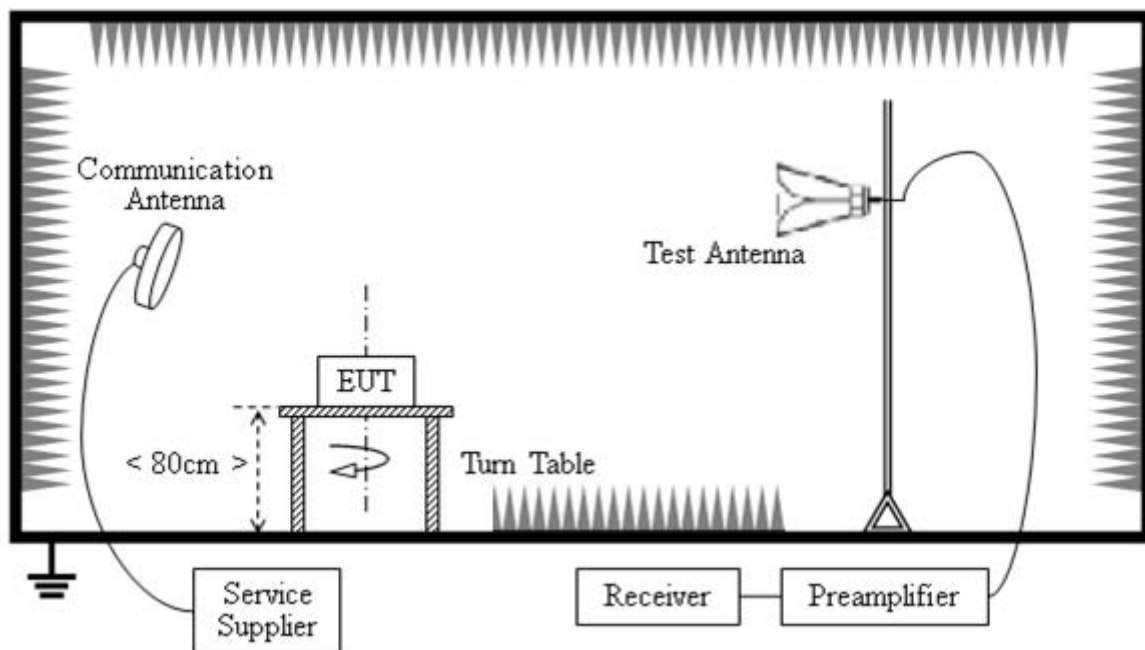 Communication
Antenna
Test Antenna
EUT
< 80cm >
Turn Table
Service
Supplier
Receiver
Preamplifier